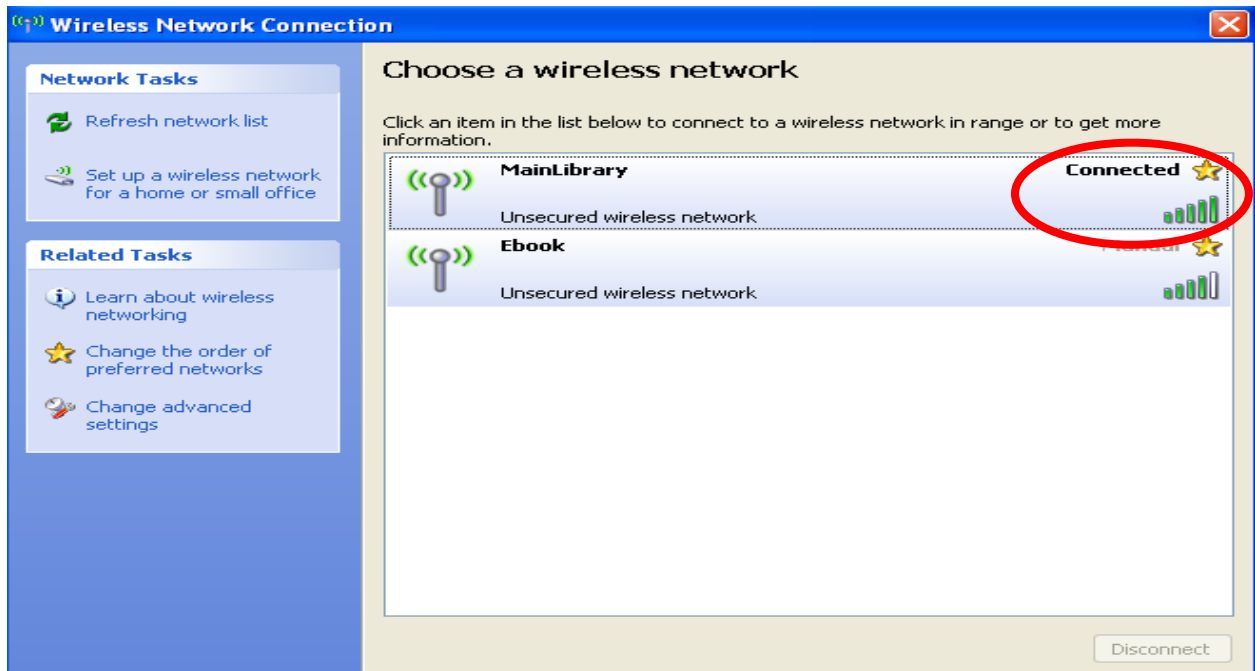 Wireless Network Connection
Network Tasks
Refresh network list
Set up a wireless network
for a home or small office
Related Tasks
Learn about wireless
networking
Change the order of
preferred networks
Change advanced
settings
Choose a wireless network
Click an item in the list below to connect to a wireless network in range or to get more
information.
MainLibrary Connected
Unsecured wireless network
Ebook Manual
Unsecured wireless network
Disconnect